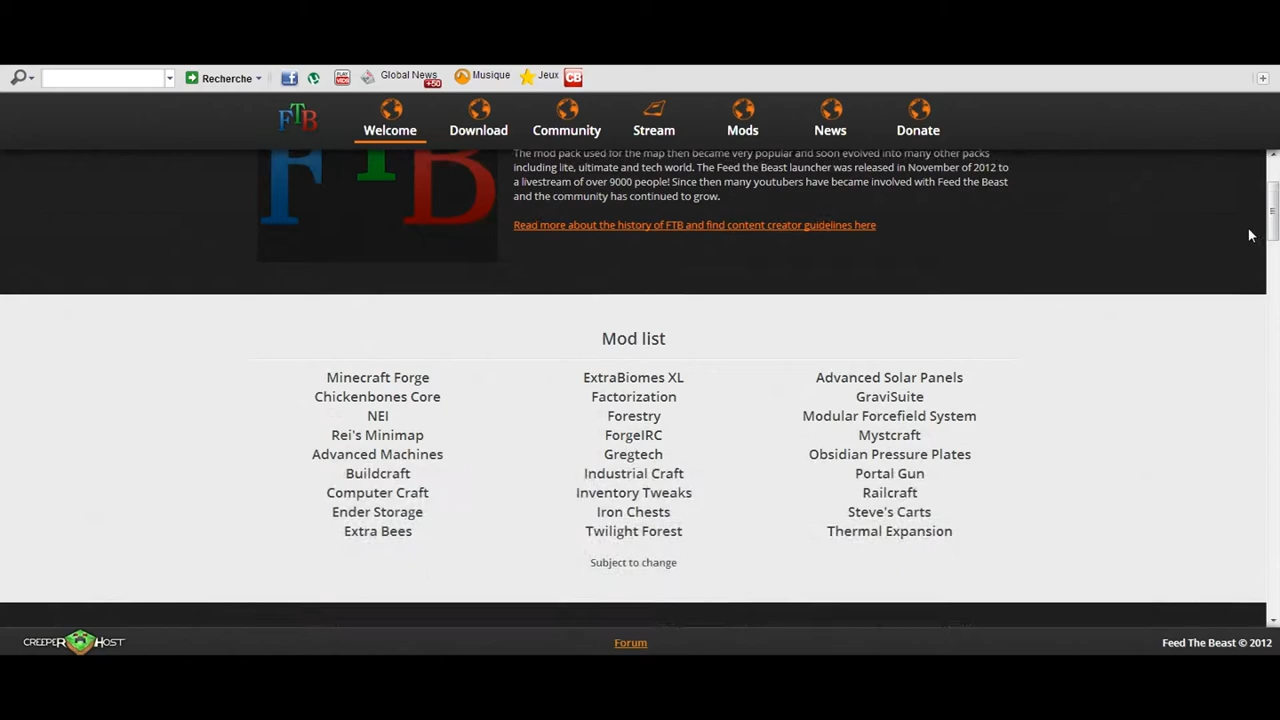 Recherche
Global News
+50
Musique
Jeux
CB
FTB
Welcome
Download
Community
Stream
Mods
News
Donate
FTB
The mod pack used for the map then became very popular and soon evolved into many other packs
including lite, ultimate and tech world. The Feed the Beast launcher was released in November of 2012 to
a livestream of over 9000 people! Since then many youtubers have became involved with Feed the Beast
and the community has continued to grow.
Read more about the history of FTB and find content creator guidelines here
Mod list
Minecraft Forge
Chickenbones Core
NEI
Rei's Minimap
Advanced Machines
Buildcraft
Computer Craft
Ender Storage
Extra Bees
ExtraBiomes XL
Factorization
Forestry
ForgeIRC
Gregtech
Industrial Craft
Inventory Tweaks
Iron Chests
Twilight Forest
Advanced Solar Panels
GraviSuite
Modular Forcefield System
Mystcraft
Obsidian Pressure Plates
Portal Gun
Railcraft
Steve's Carts
Thermal Expansion
Subject to change
CREEPER HOST
Forum
Feed The Beast © 2012